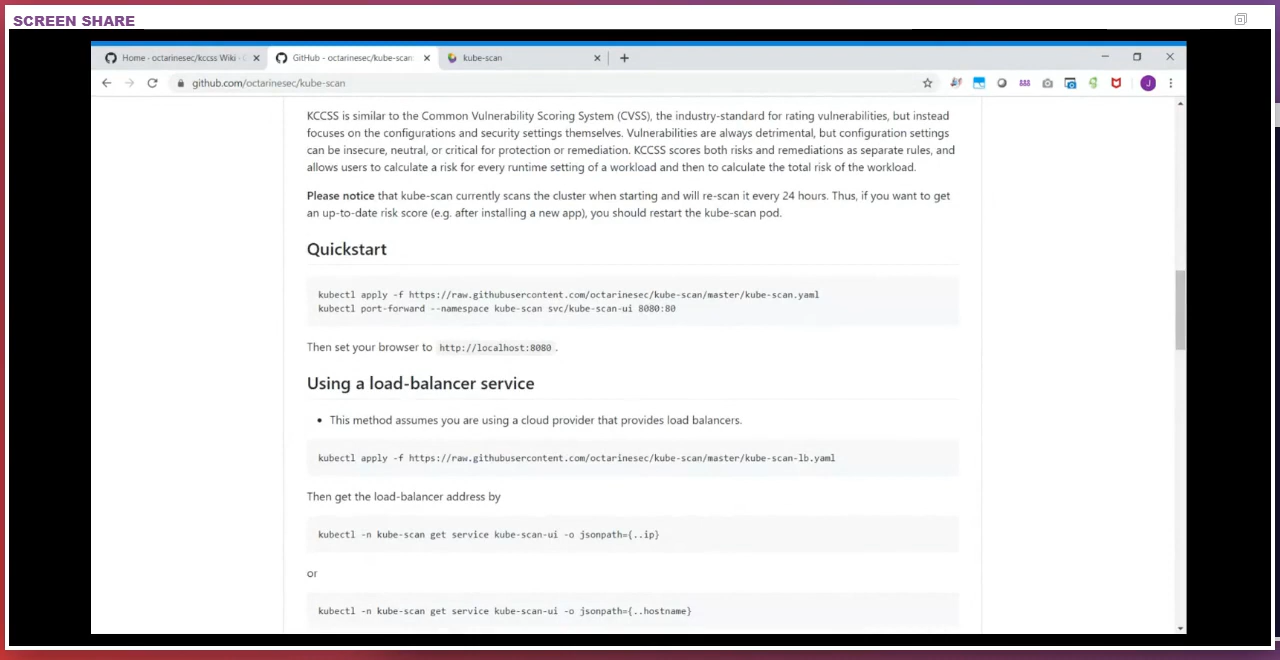 SCREEN SHARE
Home · octarinesec/kccss Wiki ·
GitHub - octarinesec/kube-scan:
kube-scan
github.com/octarinesec/kube-scan
J
KCCSS is similar to the Common Vulnerability Scoring System (CVSS), the industry-standard for rating vulnerabilities, but instead
focuses on the configurations and security settings themselves. Vulnerabilities are always detrimental, but configuration settings
can be insecure, neutral, or critical for protection or remediation. KCCSS scores both risks and remediations as separate rules, and
allows users to calculate a risk for every runtime setting of a workload and then to calculate the total risk of the workload.
Please notice that kube-scan currently scans the cluster when starting and will re-scan it every 24 hours. Thus, if you want to get
an up-to-date risk score (e.g. after installing a new app), you should restart the kube-scan pod.
Quickstart
kubectl apply -f https://raw.githubusercontent.com/octarinesec/kube-scan/master/kube-scan.yaml
kubectl port-forward --namespace kube-scan svc/kube-scan-ui 8080:80
Then set your browser to http://localhost:8080 .
Using a load-balancer service
• This method assumes you are using a cloud provider that provides load balancers.
kubectl apply -f https://raw.githubusercontent.com/octarinesec/kube-scan/master/kube-scan-lb.yaml
Then get the load-balancer address by
kubectl -n kube-scan get service kube-scan-ui -o jsonpath={..ip}
or
kubectl -n kube-scan get service kube-scan-ui -o jsonpath={..hostname}